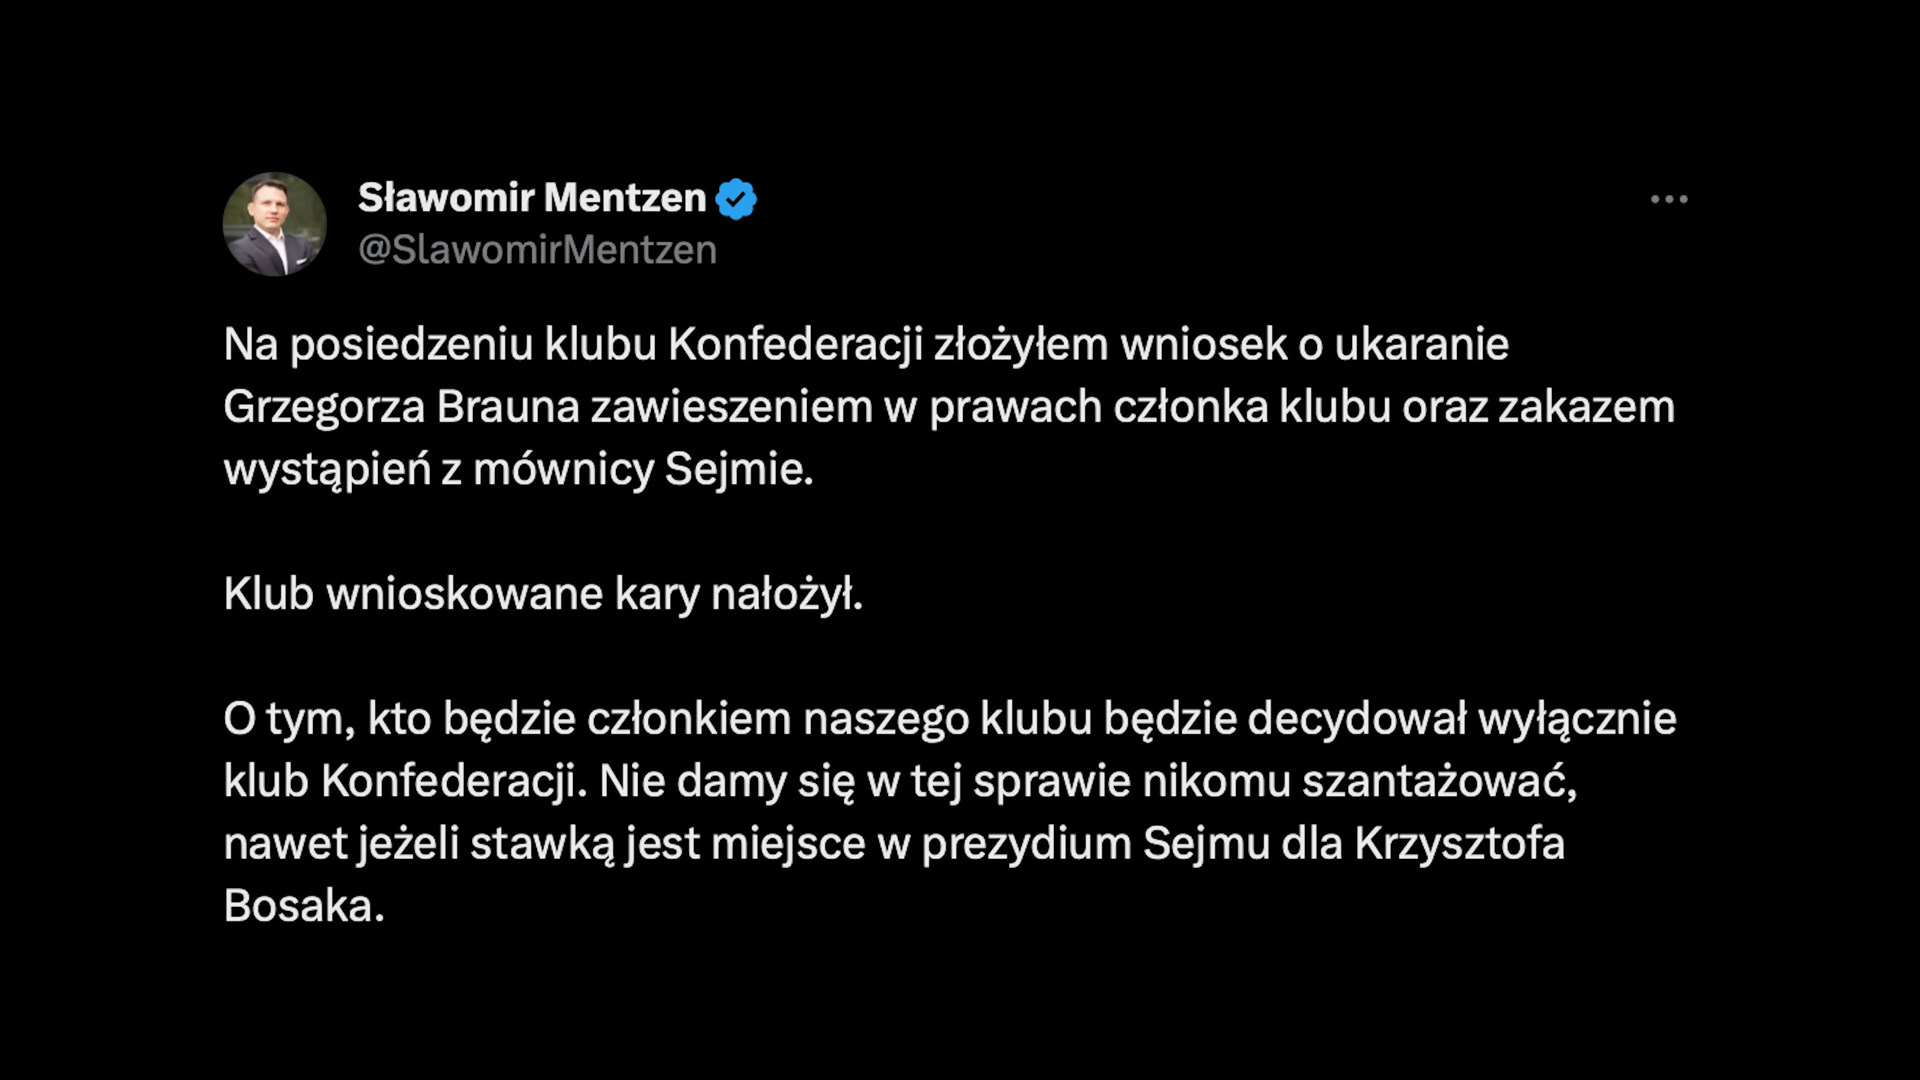 Sławomir Mentzen
@SlawomirMentzen
Na posiedzeniu klubu Konfederacji złożyłem wniosek o ukaranie
Grzegorza Brauna zawieszeniem w prawach członka klubu oraz zakazem
wystąpień z mównicy Sejmie.
Klub wnioskowane kary nałożył.
O tym, kto będzie członkiem naszego klubu będzie decydował wyłącznie
klub Konfederacji. Nie damy się w tej sprawie nikomu szantażować,
nawet jeżeli stawką jest miejsce w prezydium Sejmu dla Krzysztofa
Bosaka.